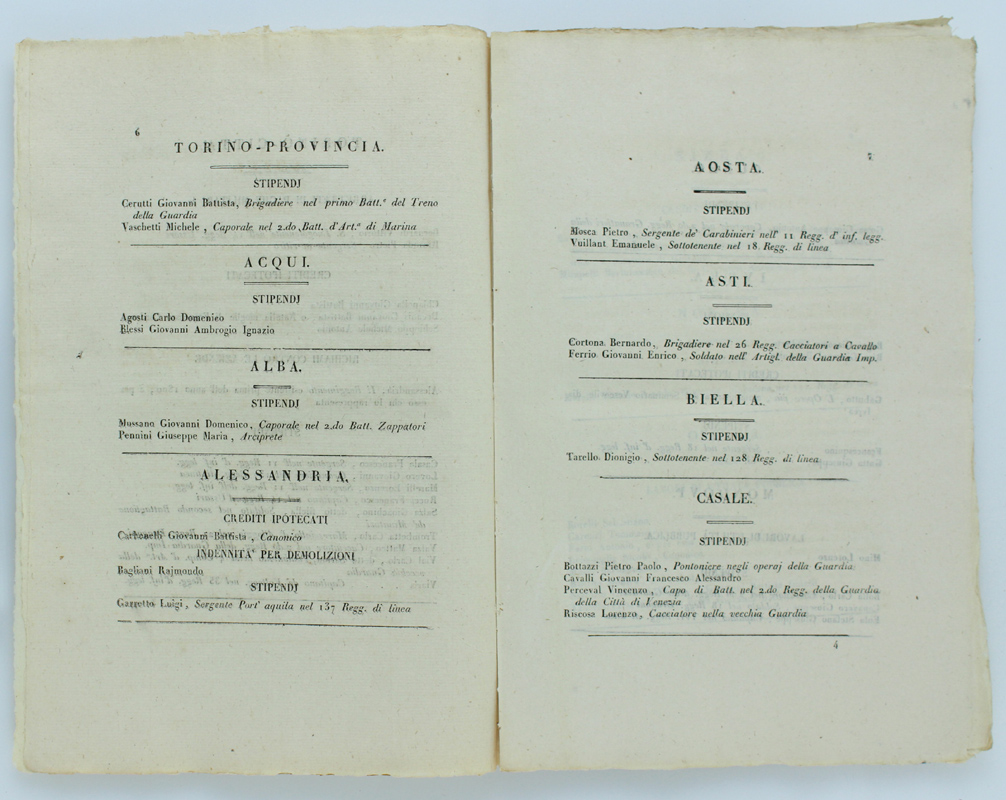 6
TORINO-PROVINCIA.
STIPENDJ
Cerutti Giovanni Battista, Brigadiere nel primo Batt.e del Treno
della Guardia
Vaschetti Michele, Caporale nel 2.do Batt. d'Art.a di Marina
ACQUI.
STIPENDJ
Agosti Carlo Domenico
Blessi Giovanni Ambrogio Ignazio
ALBA.
STIPENDJ
Mussano Giovanni Domenico, Caporale nel 2.do Batt. Zappatori
Pennini Giuseppe Maria, Arciprete
ALESSANDRIA.
CREDITI IPOTECATI
Carbonelli Giovanni Battista, Canonico
INDENNITA' PER DEMOLIZIONI
Bagliani Rajmondo
STIPENDJ
Garretto Luigi, Sergente Port' aquila nel 137 Regg. di linea
7
AOSTA.
STIPENDJ
Mosca Pietro, Sergente de' Carabinieri nell' 11 Regg. d' inf. legg.
Vuillant Emanuele, Sottotenente nel 18. Regg. di linea
ASTI.
STIPENDJ
Cortona Bernardo, Brigadiere nel 26 Regg. Cacciatori a Cavallo
Ferrio Giovanni Enrico, Soldato nell' Artigl. della Guardia Imp.
BIELLA.
STIPENDJ
Tarello Dionigio, Sottotenente nel 128 Regg. di linea
CASALE.
STIPENDJ
Bottazzi Pietro Paolo, Pontoniere negli operaj della Guardia
Cavalli Giovanni Francesco Alessandro
Perceval Vincenzo, Capo di Batt. nel 2.do Regg. della Guardia
della Città di Venezia
Riscosa Lorenzo, Cacciatore nella vecchia Guardia
4